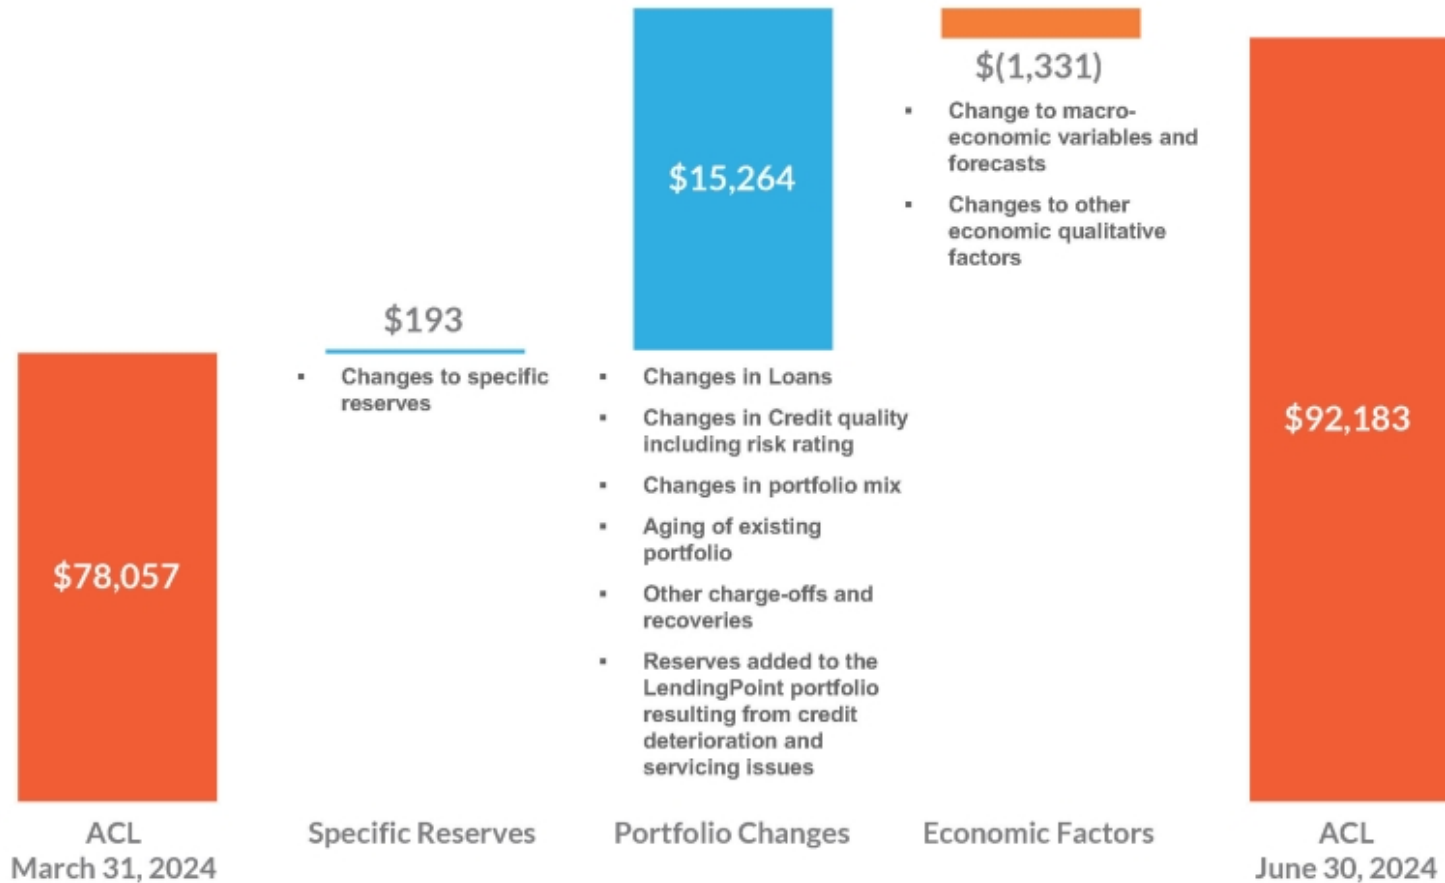 $78,057
ACL
March 31, 2024
$193
▪ Changes to specific
reserves
Specific Reserves
$15,264
▪ Changes in Loans
▪ Changes in Credit quality
including risk rating
▪ Changes in portfolio mix
▪ Aging of existing
portfolio
▪ Other charge-offs and
recoveries
▪ Reserves added to the
LendingPoint portfolio
resulting from credit
deterioration and
servicing issues
Portfolio Changes
$(1,331)
▪ Change to macro-
economic variables and
forecasts
▪ Changes to other
economic qualitative
factors
Economic Factors
$92,183
ACL
June 30, 2024